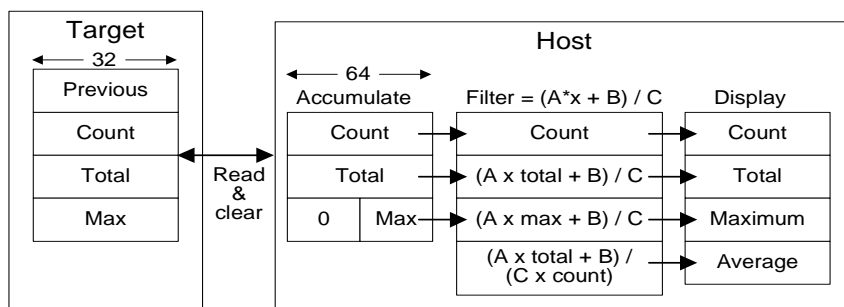 Target
Host
32
64
Accumulate
Filter = (A*x + B) / C
Display
Previous
Count
Total
Max
Read
&
clear
Count
Total
0
Max
Count
(A x total + B) / C
(A x max + B) / C
(A x total + B) /
(C x count)
Count
Total
Maximum
Average